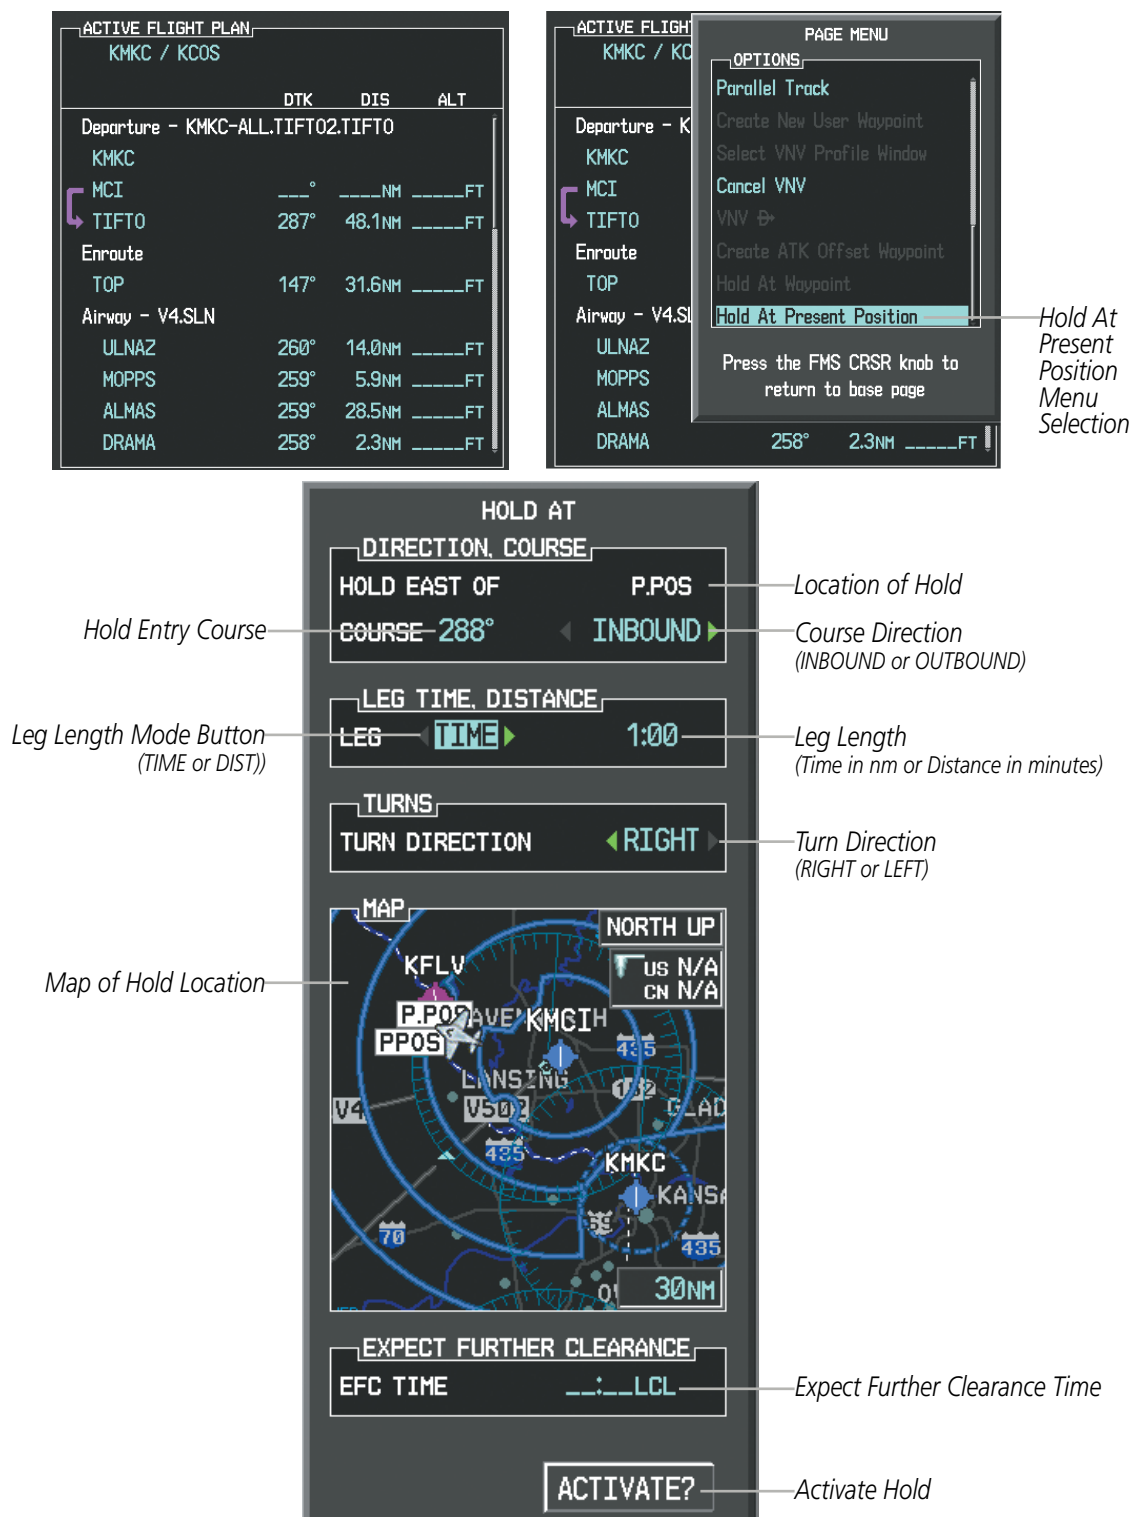 ACTIVE FLIGHT PLAN
KMKC / KCOS
DTK DIS ALT
Departure - KMKC-ALL.TIFTO2.TIFTO
KMKC
MCI ___° ____NM _____FT
TIFTO 287° 48.1NM _____FT
Enroute
TOP 147° 31.6NM _____FT
Airway - V4.SLN
ULNAZ 260° 14.0NM _____FT
MOPPS 259° 5.9NM _____FT
ALMAS 259° 28.5NM _____FT
DRAMA 258° 2.3NM _____FT
ACTIVE FLIGH
KMKC / KC
Departure - K
KMKC
MCI
TIFTO
Enroute
TOP
Airway - V4.SL
ULNAZ
MOPPS
ALMAS
DRAMA 258° 2.3NM _____FT
PAGE MENU
OPTIONS
Parallel Track
Create New User Waypoint
Select VNV Profile Window
Cancel VNV
VNV
Create ATK Offset Waypoint
Hold At Waypoint
Hold At Present Position
Press the FMS CRSR knob to
return to base page
Hold At
Present
Position
Menu
Selection
HOLD AT
DIRECTION, COURSE
HOLD EAST OF P.POS
Location of Hold
Hold Entry Course
COURSE 288° INBOUND
Course Direction
(INBOUND or OUTBOUND)
LEG TIME, DISTANCE
Leg Length Mode Button
(TIME or DIST))
LEG TIME 1:00
Leg Length
(Time in nm or Distance in minutes)
TURNS
TURN DIRECTION RIGHT
Turn Direction
(RIGHT or LEFT)
MAP
NORTH UP
US N/A
CN N/A
Map of Hold Location
KFLV
P.POS
PPOS
KMCI
435
LANSING
V4
V502
GLAD
435
KMKC
KANSA
70
435
30NM
EXPECT FURTHER CLEARANCE
EFC TIME __:__LCL
Expect Further Clearance Time
ACTIVATE?
Activate Hold